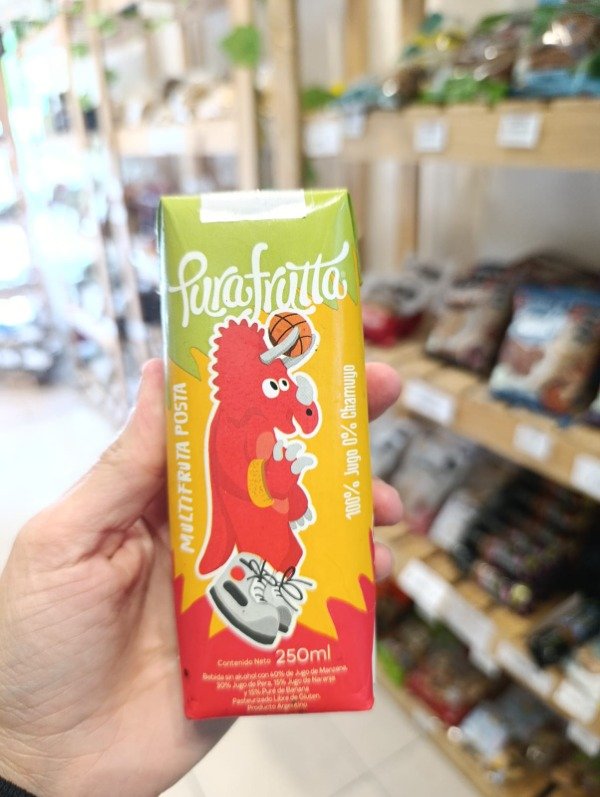 Purafrutta
MULTIFRUTA POSTA
100% Jugo 0% Chamuyo
Contenido Neto 250ml
Bebida sin alcohol con 60% de Jugo de Manzana,
Jugo de Pera, 15% Jugo de Naranja
y 15% Puré de Banana
Pasteurizado Libre de Gluten.
Producto Argentino